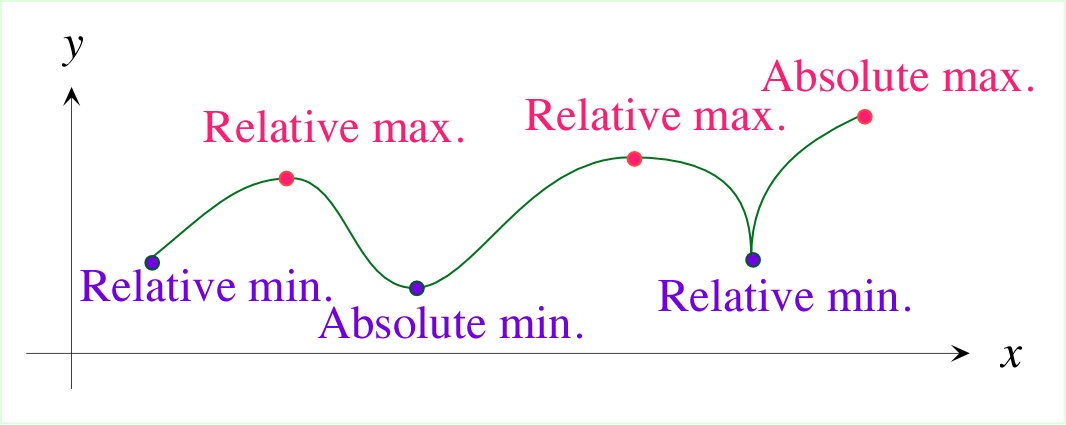 y
Absolute max.
Relative max.
Relative max.
Relative min.
Relative min.
Absolute min.
x